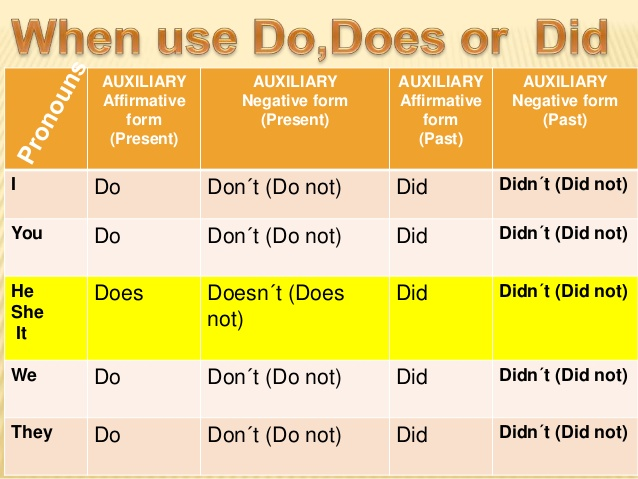 When use Do,Does or Did
Pronouns
AUXILIARY
Affirmative
form
(Present)
AUXILIARY
Negative form
(Present)
AUXILIARY
Affirmative
form
(Past)
AUXILIARY
Negative form
(Past)
I
Do
Don´t (Do not)
Did
Didn´t (Did not)
You
Do
Don´t (Do not)
Did
Didn´t (Did not)
He
She
It
Does
Doesn´t (Does
not)
Did
Didn´t (Did not)
We
Do
Don´t (Do not)
Did
Didn´t (Did not)
They
Do
Don´t (Do not)
Did
Didn´t (Did not)